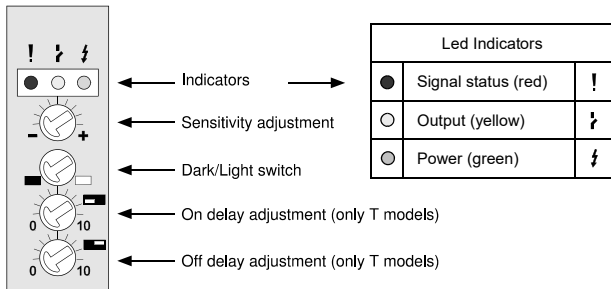 Led Indicators
! Signal status (red) !
Output (yellow)
Power (green)
Indicators
Sensitivity adjustment
- +
Dark/Light switch
On delay adjustment (only T models)
0 10
Off delay adjustment (only T models)
0 10